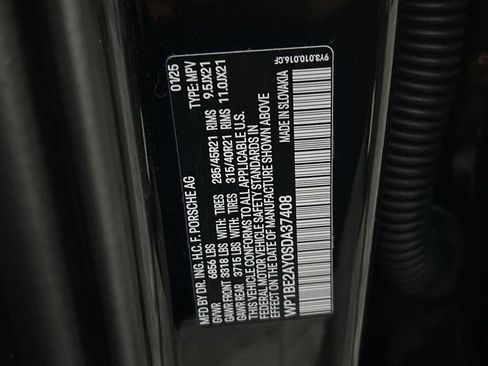 MFD. BY DR. ING. H.C. F. PORSCHE AG 01/25
GVWR 6856 LBS TYPE: MPV
GAWR FRONT 3318 LBS WITH: TIRES 285/45R21 RIMS 9.5JX21
GAWR REAR 3715 LBS WITH: TIRES 315/40R21 RIMS 11.0JX21
THIS VEHICLE CONFORMS TO ALL APPLICABLE U.S.
FEDERAL MOTOR VEHICLE SAFETY STANDARDS IN
EFFECT ON THE DATE OF MANUFACTURE SHOWN ABOVE
WP1BE2AY0SDA37408 MADE IN SLOVAKIA
9Y3.010.016.CF